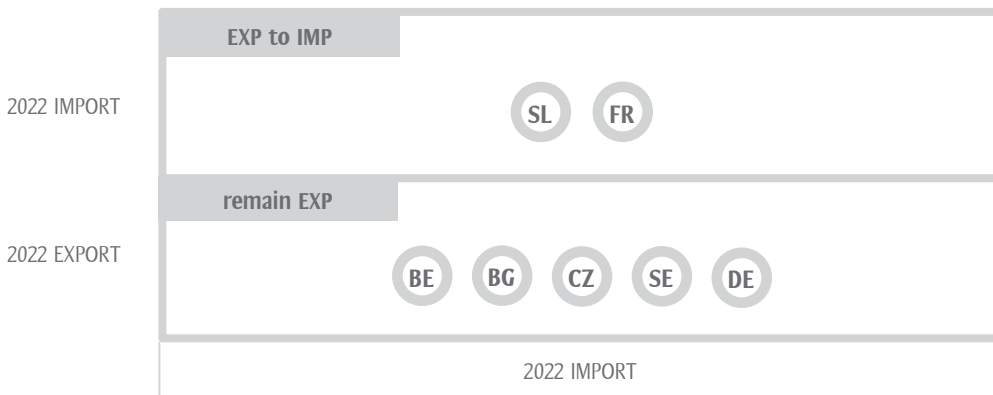 EXP to IMP
2022 IMPORT
SL FR
remain EXP
2022 EXPORT
BE BG CZ SE DE
2022 IMPORT